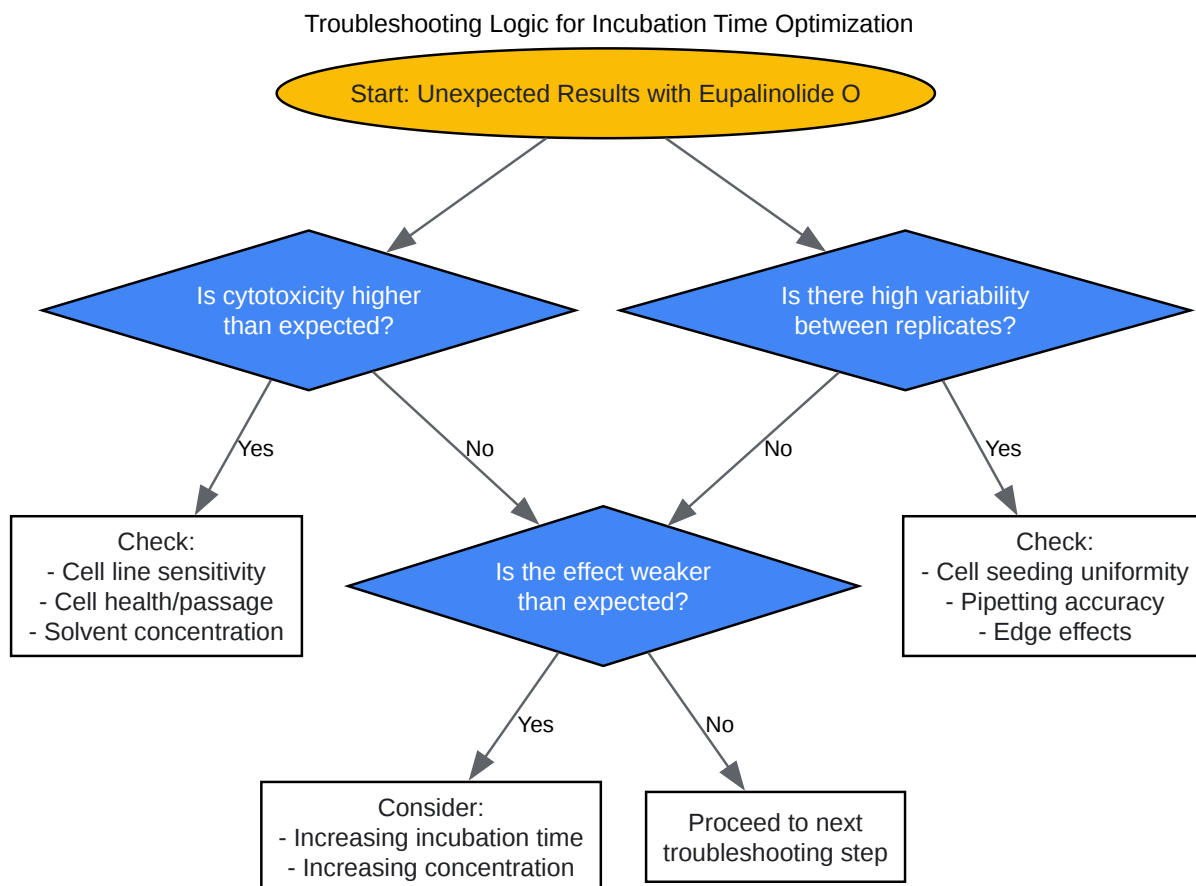 Troubleshooting Logic for Incubation Time Optimization
Start: Unexpected Results with Eupalinolide O
Is cytotoxicity higher
than expected?
Is there high variability
between replicates?
Yes
No
No
Yes
Check:
- Cell line sensitivity
- Cell health/passage
- Solvent concentration
Is the effect weaker
than expected?
Check:
- Cell seeding uniformity
- Pipetting accuracy
- Edge effects
Yes
No
Consider:
- Increasing incubation time
- Increasing concentration
Proceed to next
troubleshooting step